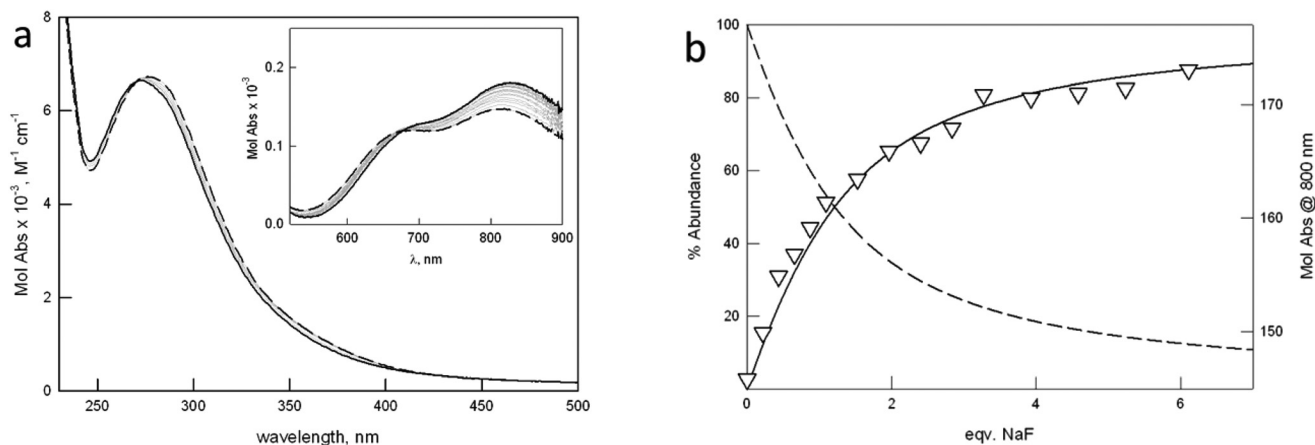 a
8
6
4
2
0
Mol Abs x 10⁻³, M⁻¹ cm⁻¹
250 300 350 400 450 500
wavelength, nm
0.2
0.1
0.0
Mol Abs x 10⁻³
600 700 800 900
λ, nm
b
100
80
60
40
20
% Abundance
0 2 4 6
eqv. NaF
170
160
150
Mol Abs @ 800 nm